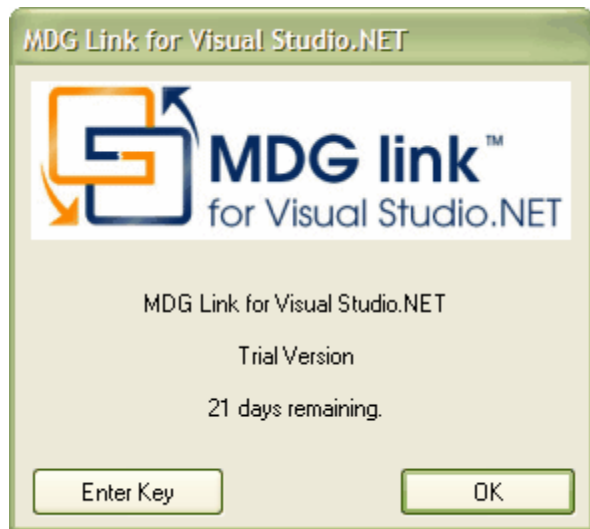 MDG Link for Visual Studio.NET
MDG link™
for Visual Studio.NET
MDG Link for Visual Studio.NET
Trial Version
21 days remaining.
Enter Key
OK